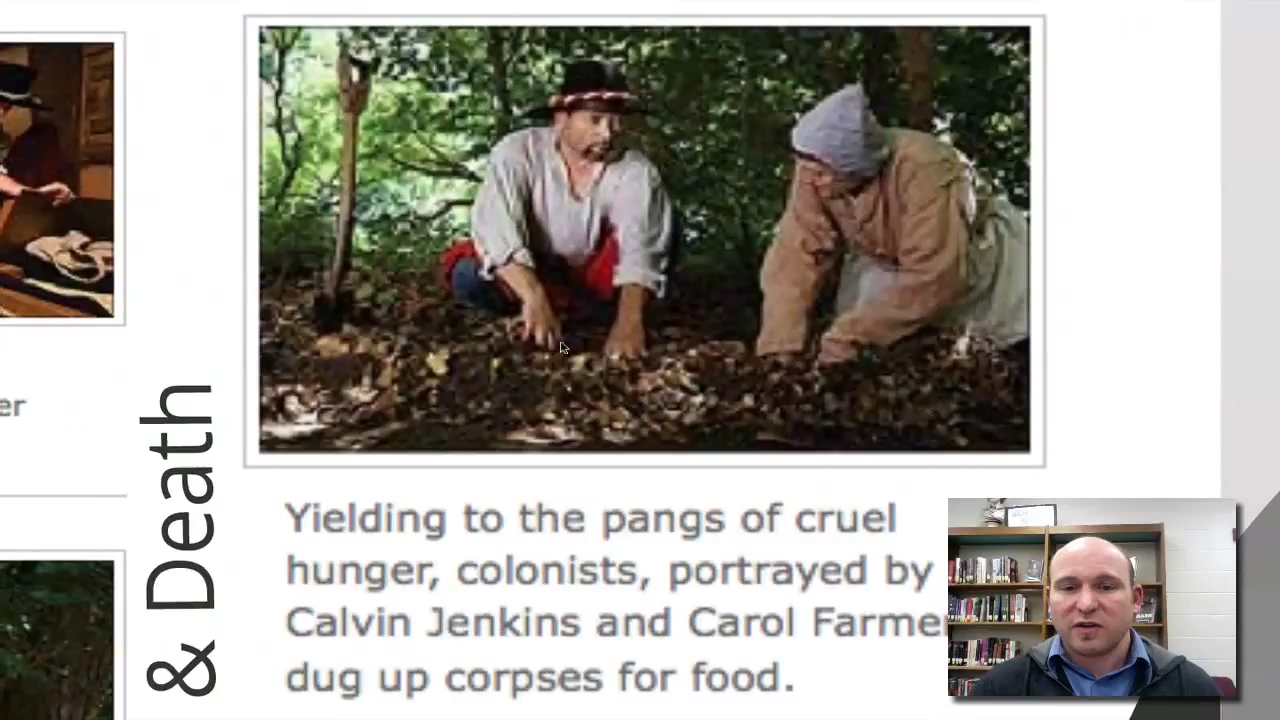 er
& Death
Yielding to the pangs of cruel
hunger, colonists, portrayed by
Calvin Jenkins and Carol Farme
dug up corpses for food.